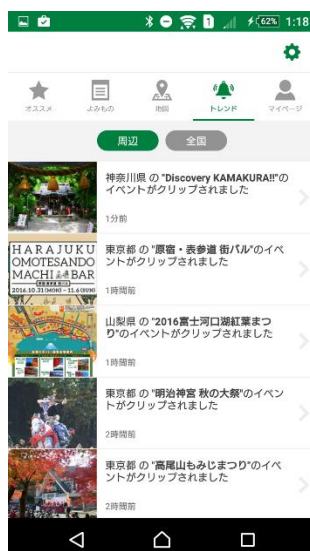 1
62%
1:18
オススメ
よみもの
地図
トレンド
マイページ
周辺
全国
神奈川県 の "Discovery KAMAKURA!!"の
イベントがクリップされました
1分前
HARAJUKU
OMOTESANDO
MACHI BAR
2016.10.31(MON) - 11.6(SUN)
東京都 の "原宿・表参道 街バル"のイベ
ントがクリップされました
1時間前
山梨県 の "2016富士河口湖紅葉まつ
り"のイベントがクリップされました
1時間前
東京都 の "明治神宮 秋の大祭"のイベン
トがクリップされました
2時間前
東京都 の "高尾山もみじまつり"のイベ
ントがクリップされました
2時間前